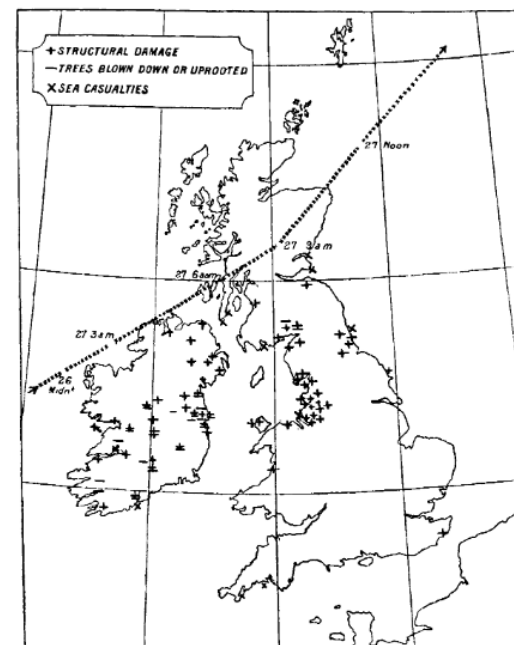 + STRUCTURAL DAMAGE
— TREES BLOWN DOWN OR UPROOTED
X SEA CASUALTIES
27 Noon
27 9am
27 6am
27 3am
26
Midnt